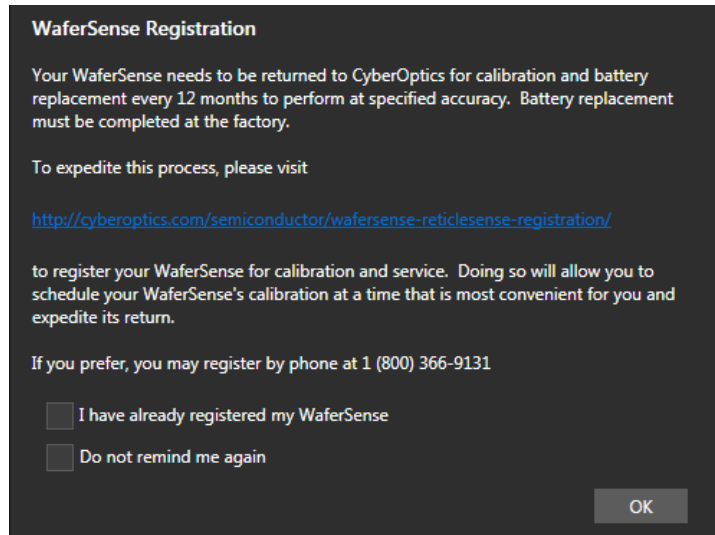 WaferSense Registration
Your WaferSense needs to be returned to CyberOptics for calibration and battery
replacement every 12 months to perform at specified accuracy.  Battery replacement
must be completed at the factory.
To expedite this process, please visit
http://cyberoptics.com/semiconductor/wafersense-reticlesense-registration/
to register your WaferSense for calibration and service.  Doing so will allow you to
schedule your WaferSense's calibration at a time that is most convenient for you and
expedite its return.
If you prefer, you may register by phone at 1 (800) 366-9131
I have already registered my WaferSense
Do not remind me again
OK